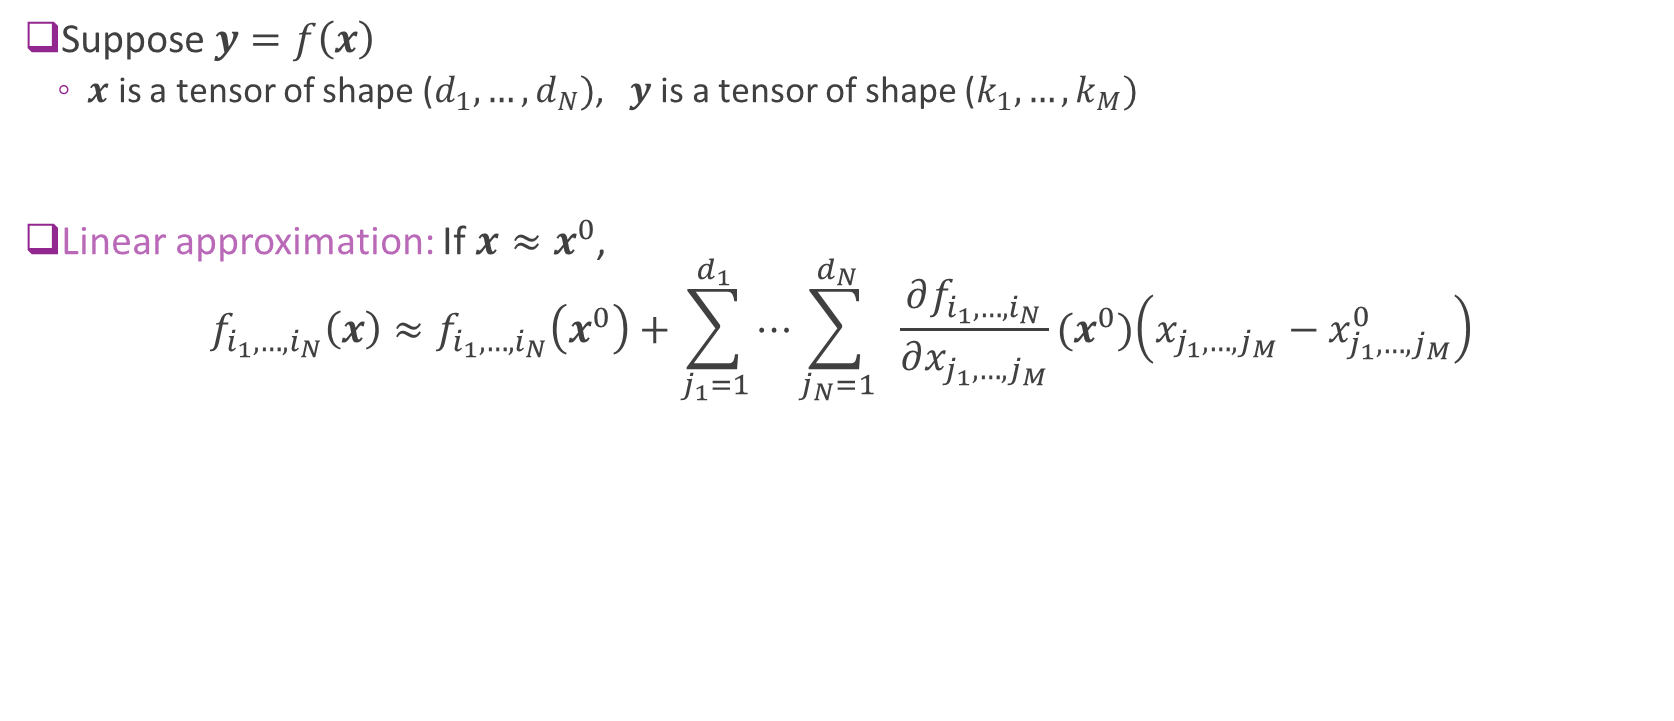 ❑Suppose 𝒚 = f(𝒙)
◦ 𝒙 is a tensor of shape (d₁, … , d_N), 𝒚 is a tensor of shape (k₁, … , k_M)
❑Linear approximation: If 𝒙 ≈ 𝒙⁰,
f_{i₁,…,i_N}(𝒙) ≈ f_{i₁,…,i_N}(𝒙⁰) + ∑_{j₁=1}^{d₁} ⋯ ∑_{j_N=1}^{d_N} ∂f_{i₁,…,i_N}/∂x_{j₁,…,j_M} (𝒙⁰)(x_{j₁,…,j_M} − x⁰_{j₁,…,j_M})